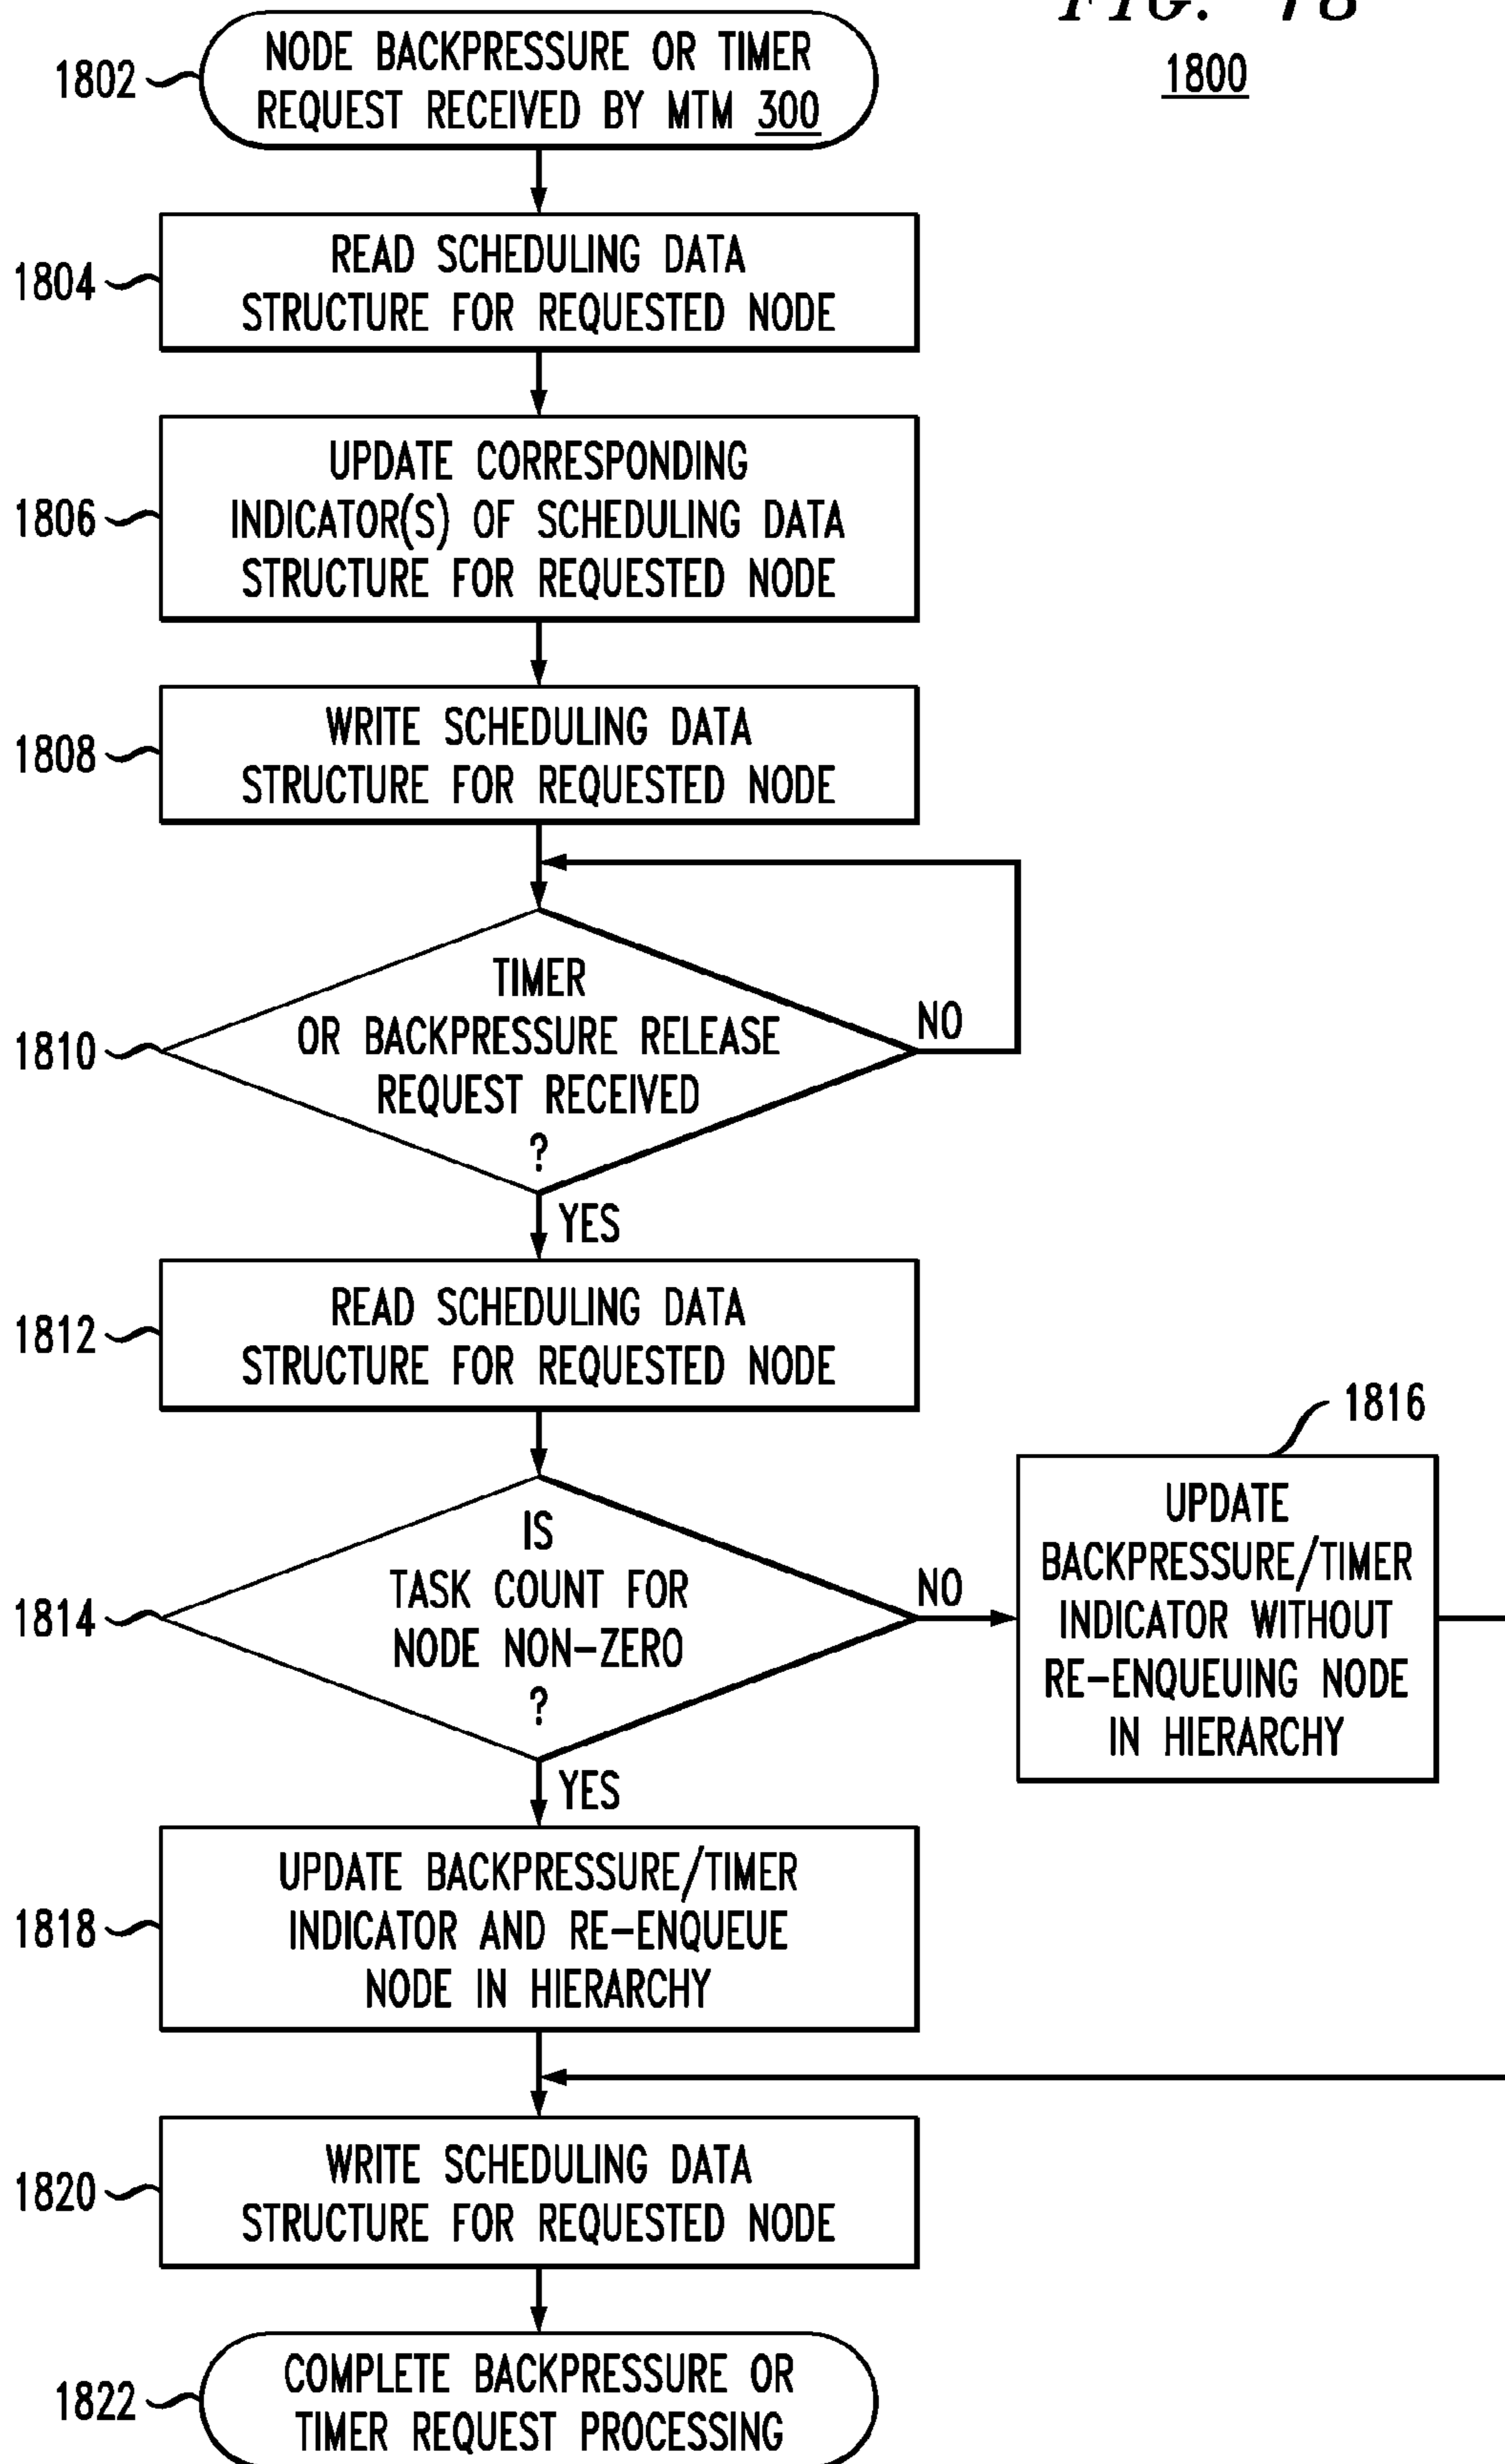 FIG. 18
1800
1802
NODE BACKPRESSURE OR TIMER
REQUEST RECEIVED BY MTM 300
1804
READ SCHEDULING DATA
STRUCTURE FOR REQUESTED NODE
1806
UPDATE CORRESPONDING
INDICATOR(S) OF SCHEDULING DATA
STRUCTURE FOR REQUESTED NODE
1808
WRITE SCHEDULING DATA
STRUCTURE FOR REQUESTED NODE
1810
TIMER
OR BACKPRESSURE RELEASE
REQUEST RECEIVED
?
NO
YES
1812
READ SCHEDULING DATA
STRUCTURE FOR REQUESTED NODE
1814
IS
TASK COUNT FOR
NODE NON-ZERO
?
NO
1816
UPDATE
BACKPRESSURE/TIMER
INDICATOR WITHOUT
RE-ENQUEUING NODE
IN HIERARCHY
YES
1818
UPDATE BACKPRESSURE/TIMER
INDICATOR AND RE-ENQUEUE
NODE IN HIERARCHY
1820
WRITE SCHEDULING DATA
STRUCTURE FOR REQUESTED NODE
1822
COMPLETE BACKPRESSURE OR
TIMER REQUEST PROCESSING